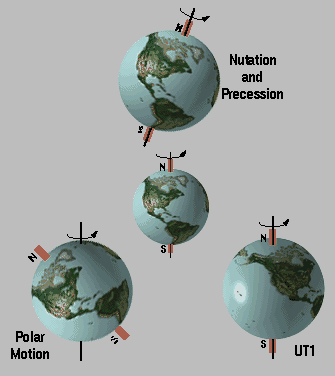 N
Nutation
and
Precession
S
N
S
N
N
S
Polar
Motion
S
UT1